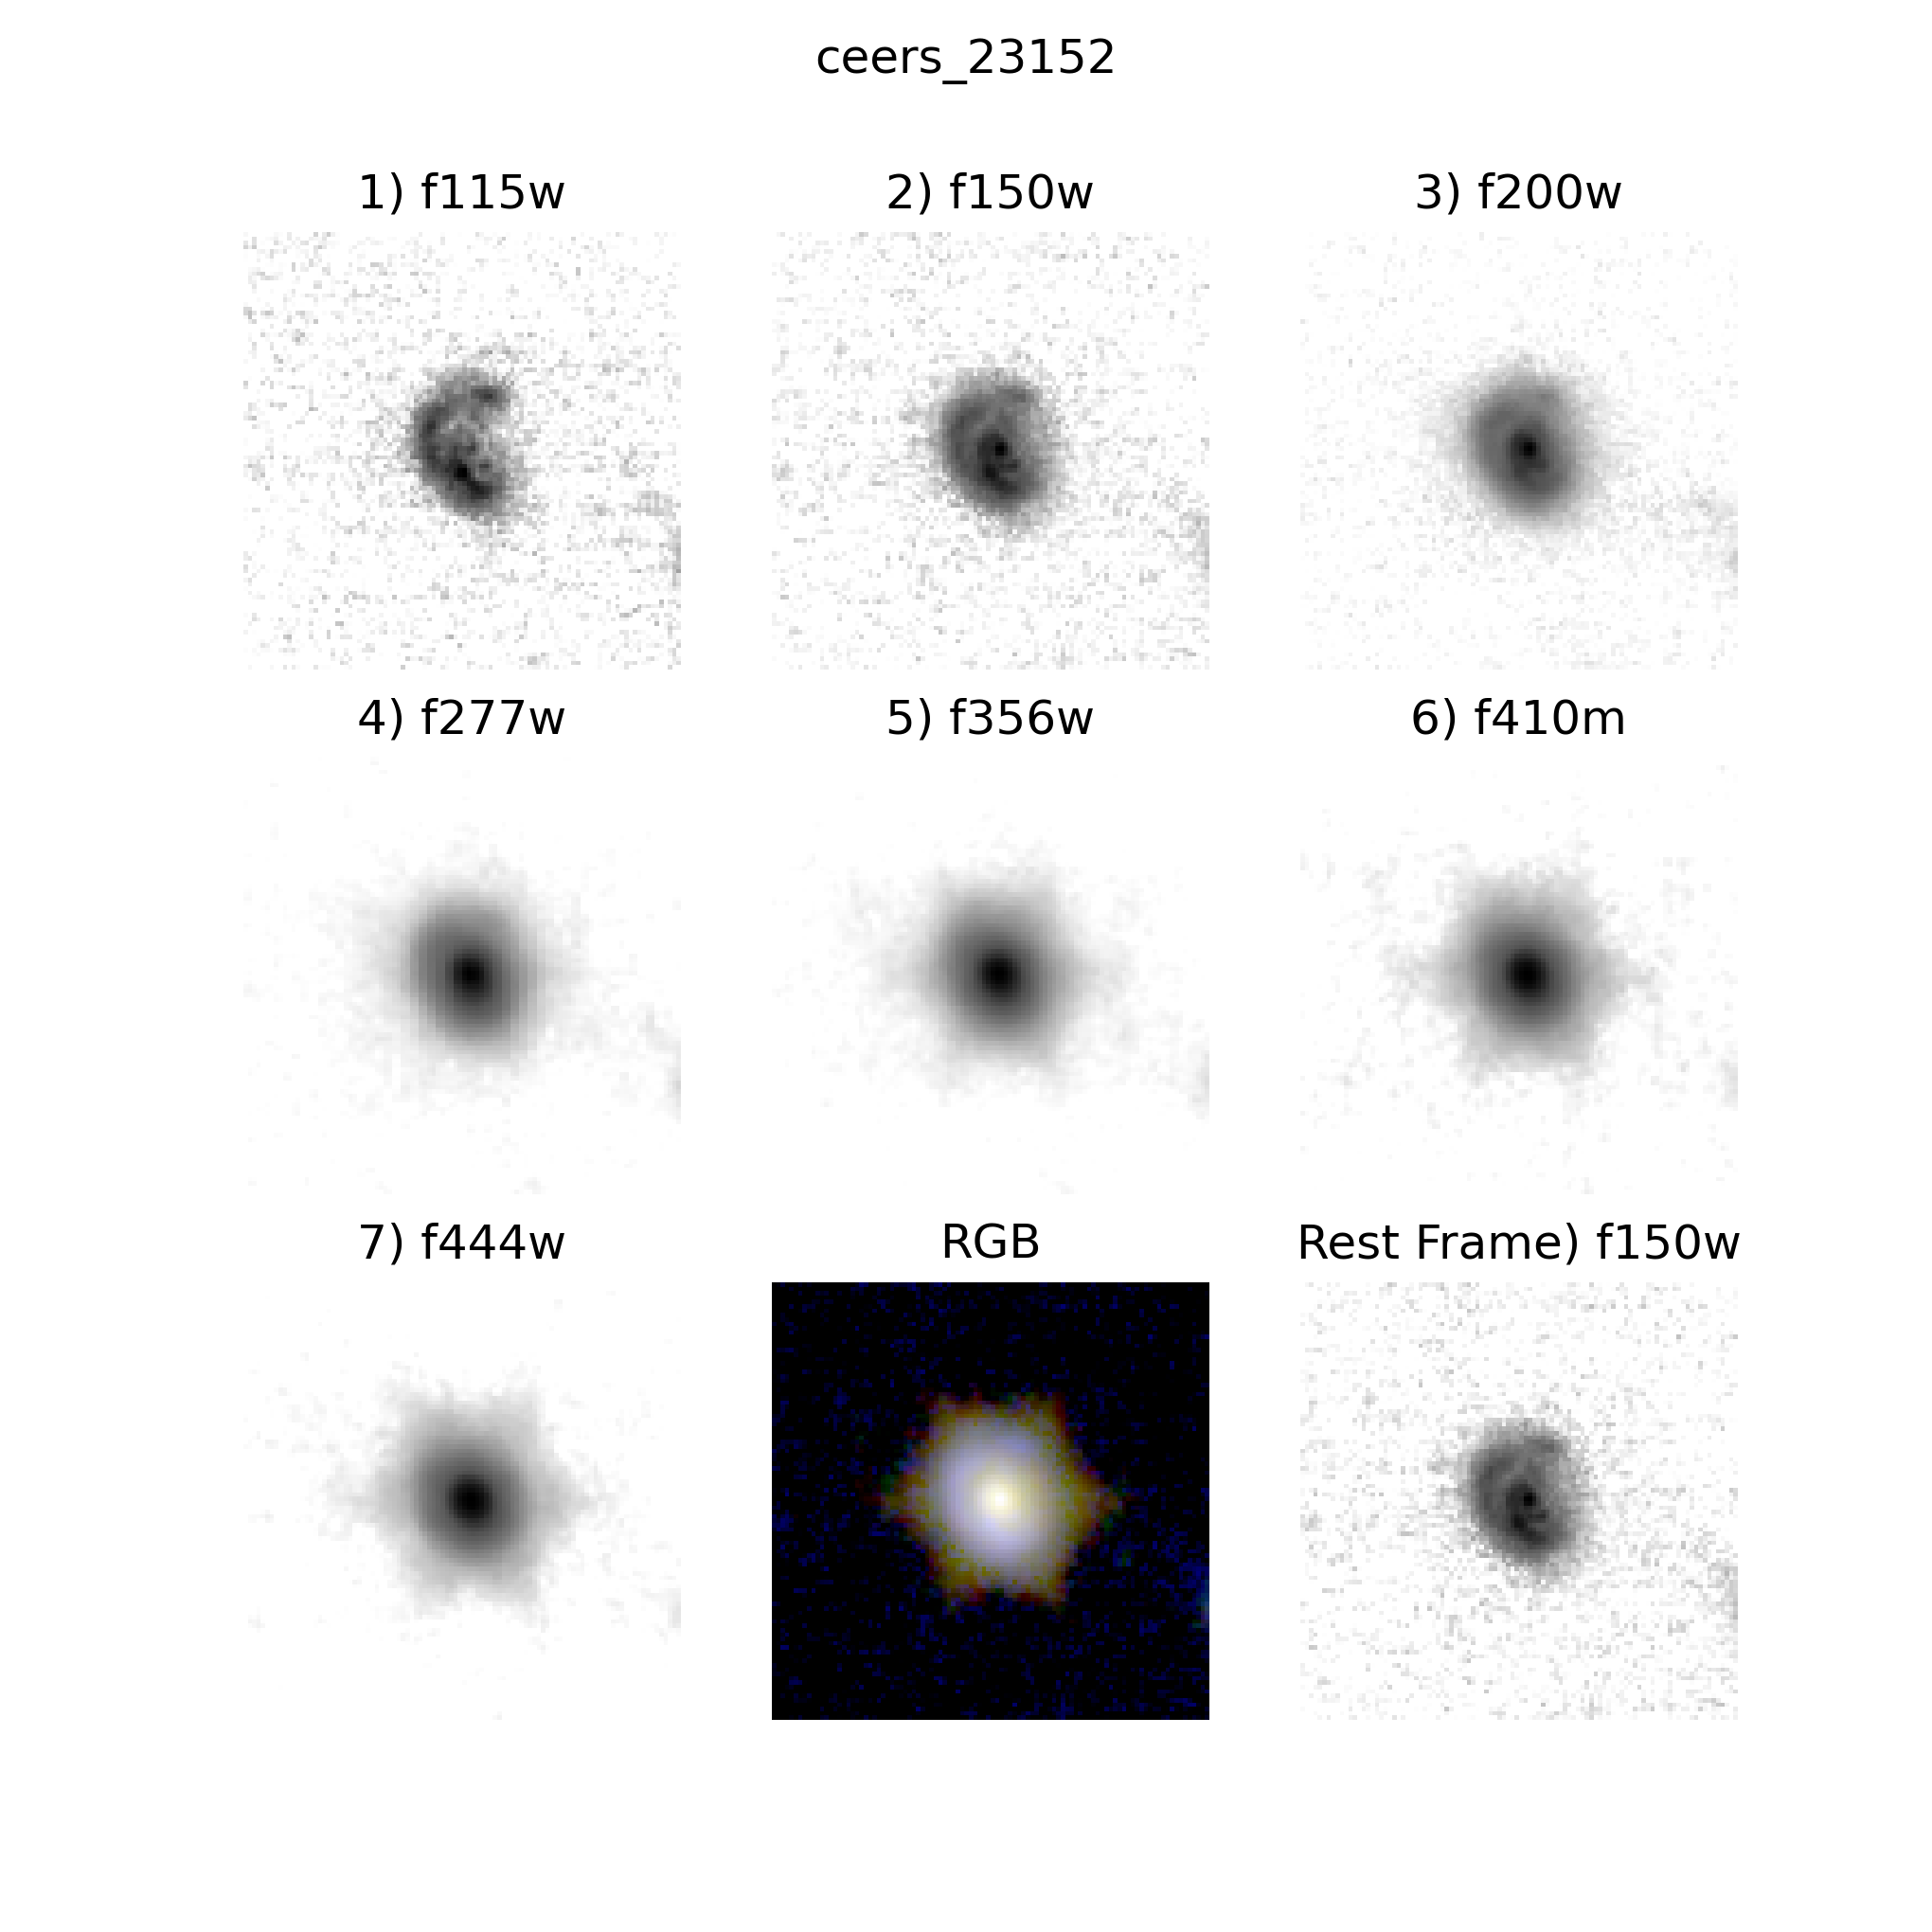 ceers_23152
1) f115w
2) f150w
3) f200w
4) f277w
5) f356w
6) f410m
7) f444w
RGB
Rest Frame) f150w